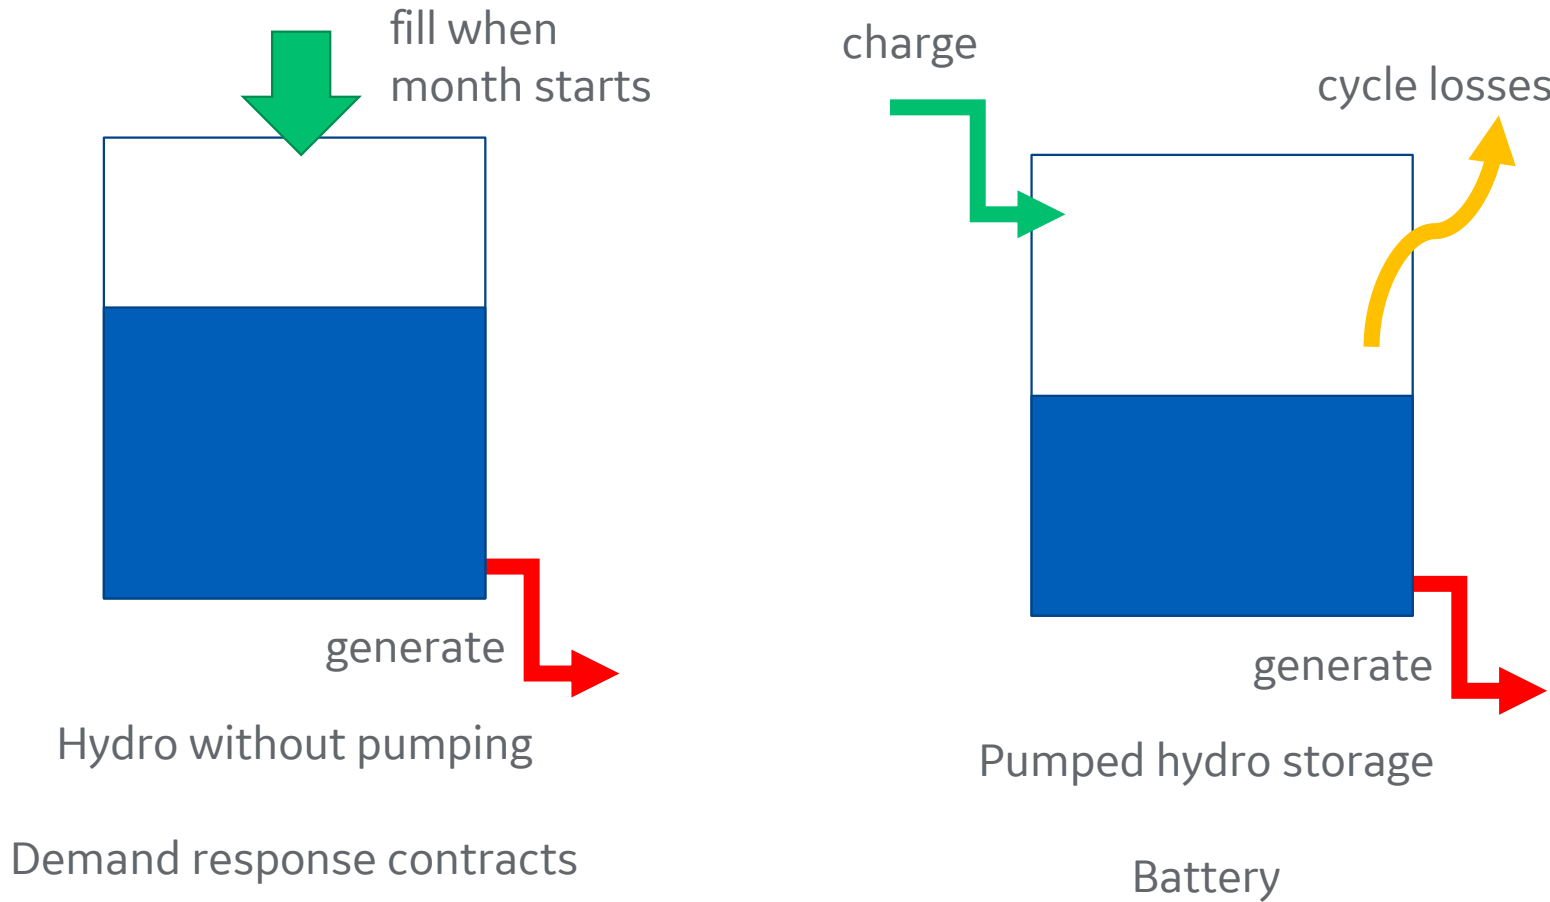 fill when
month starts
generate
Hydro without pumping
Demand response contracts
charge
cycle losses
generate
Pumped hydro storage
Battery